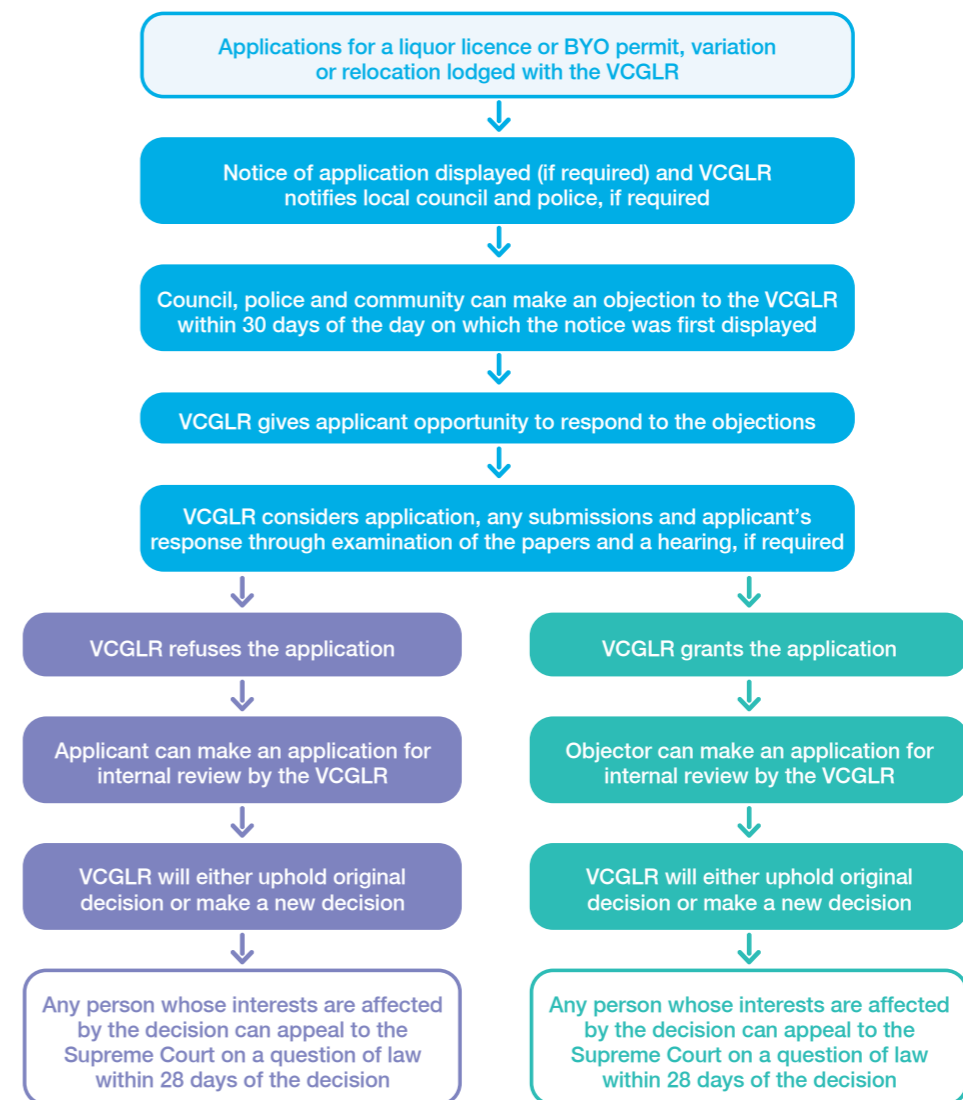 Applications for a liquor licence or BYO permit, variation
or relocation lodged with the VCGLR
Notice of application displayed (if required) and VCGLR
notifies local council and police, if required
Council, police and community can make an objection to the VCGLR
within 30 days of the day on which the notice was first displayed
VCGLR gives applicant opportunity to respond to the objections
VCGLR considers application, any submissions and applicant's
response through examination of the papers and a hearing, if required
VCGLR refuses the application
Applicant can make an application for
internal review by the VCGLR
VCGLR will either uphold original
decision or make a new decision
Any person whose interests are affected
by the decision can appeal to the
Supreme Court on a question of law
within 28 days of the decision
VCGLR grants the application
Objector can make an application for
internal review by the VCGLR
VCGLR will either uphold original
decision or make a new decision
Any person whose interests are affected
by the decision can appeal to the
Supreme Court on a question of law
within 28 days of the decision